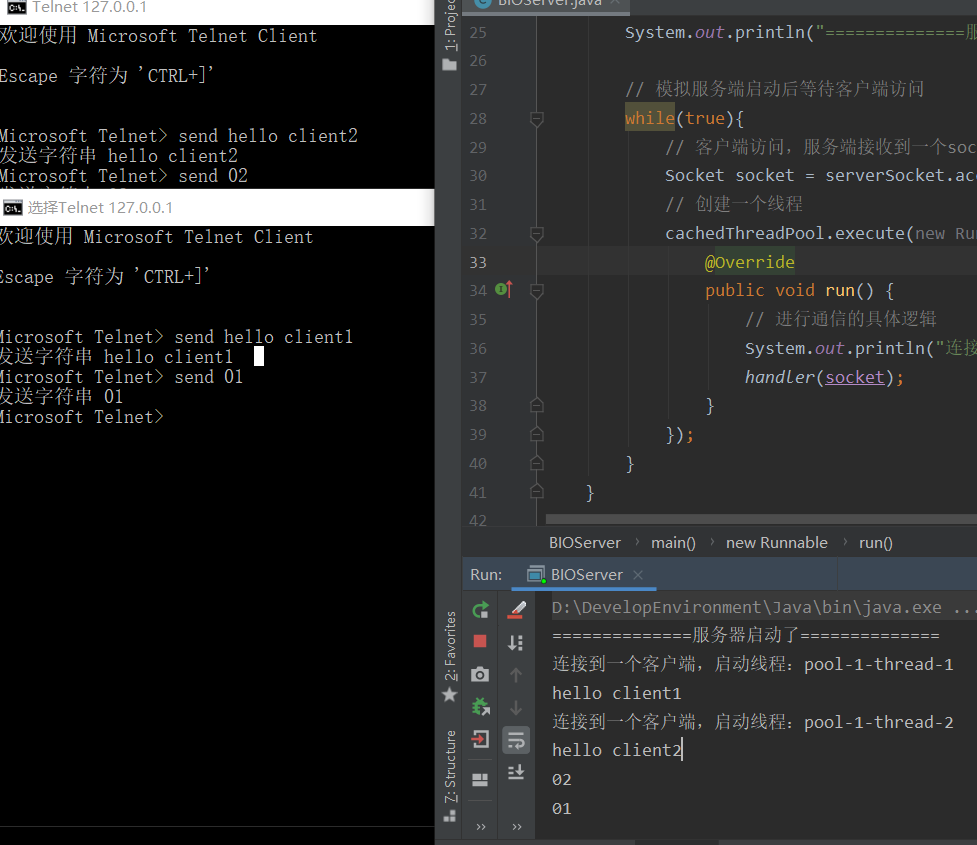 Telnet 127.0.0.1
欢迎使用 Microsoft Telnet Client
Escape 字符为 'CTRL+]'
Microsoft Telnet> send hello client2
发送字符串 hello client2
Microsoft Telnet> send 02
选择Telnet 127.0.0.1
欢迎使用 Microsoft Telnet Client
Escape 字符为 'CTRL+]'
Microsoft Telnet> send hello client1
发送字符串 hello client1
Microsoft Telnet> send 01
发送字符串 01
Microsoft Telnet>
1: Projec
2: Favorites
Z: Structure
BIOServer.java
25 System.out.println("==============服
26
27 // 模拟服务端启动后等待客户端访问
28 while(true){
29 // 客户端访问，服务端接收到一个soc
30 Socket socket = serverSocket.acc
31 // 创建一个线程
32 cachedThreadPool.execute(new Run
33 @Override
34 public void run() {
35 // 进行通信的具体逻辑
36 System.out.println("连接
37 handler(socket);
38 }
39 });
40 }
41 }
42
BIOServer › main() › new Runnable › run()
Run: BIOServer
D:\DevelopEnvironment\Java\bin\java.exe ...
==============服务器启动了==============
连接到一个客户端，启动线程：pool-1-thread-1
hello client1
连接到一个客户端，启动线程：pool-1-thread-2
hello client2
02
01